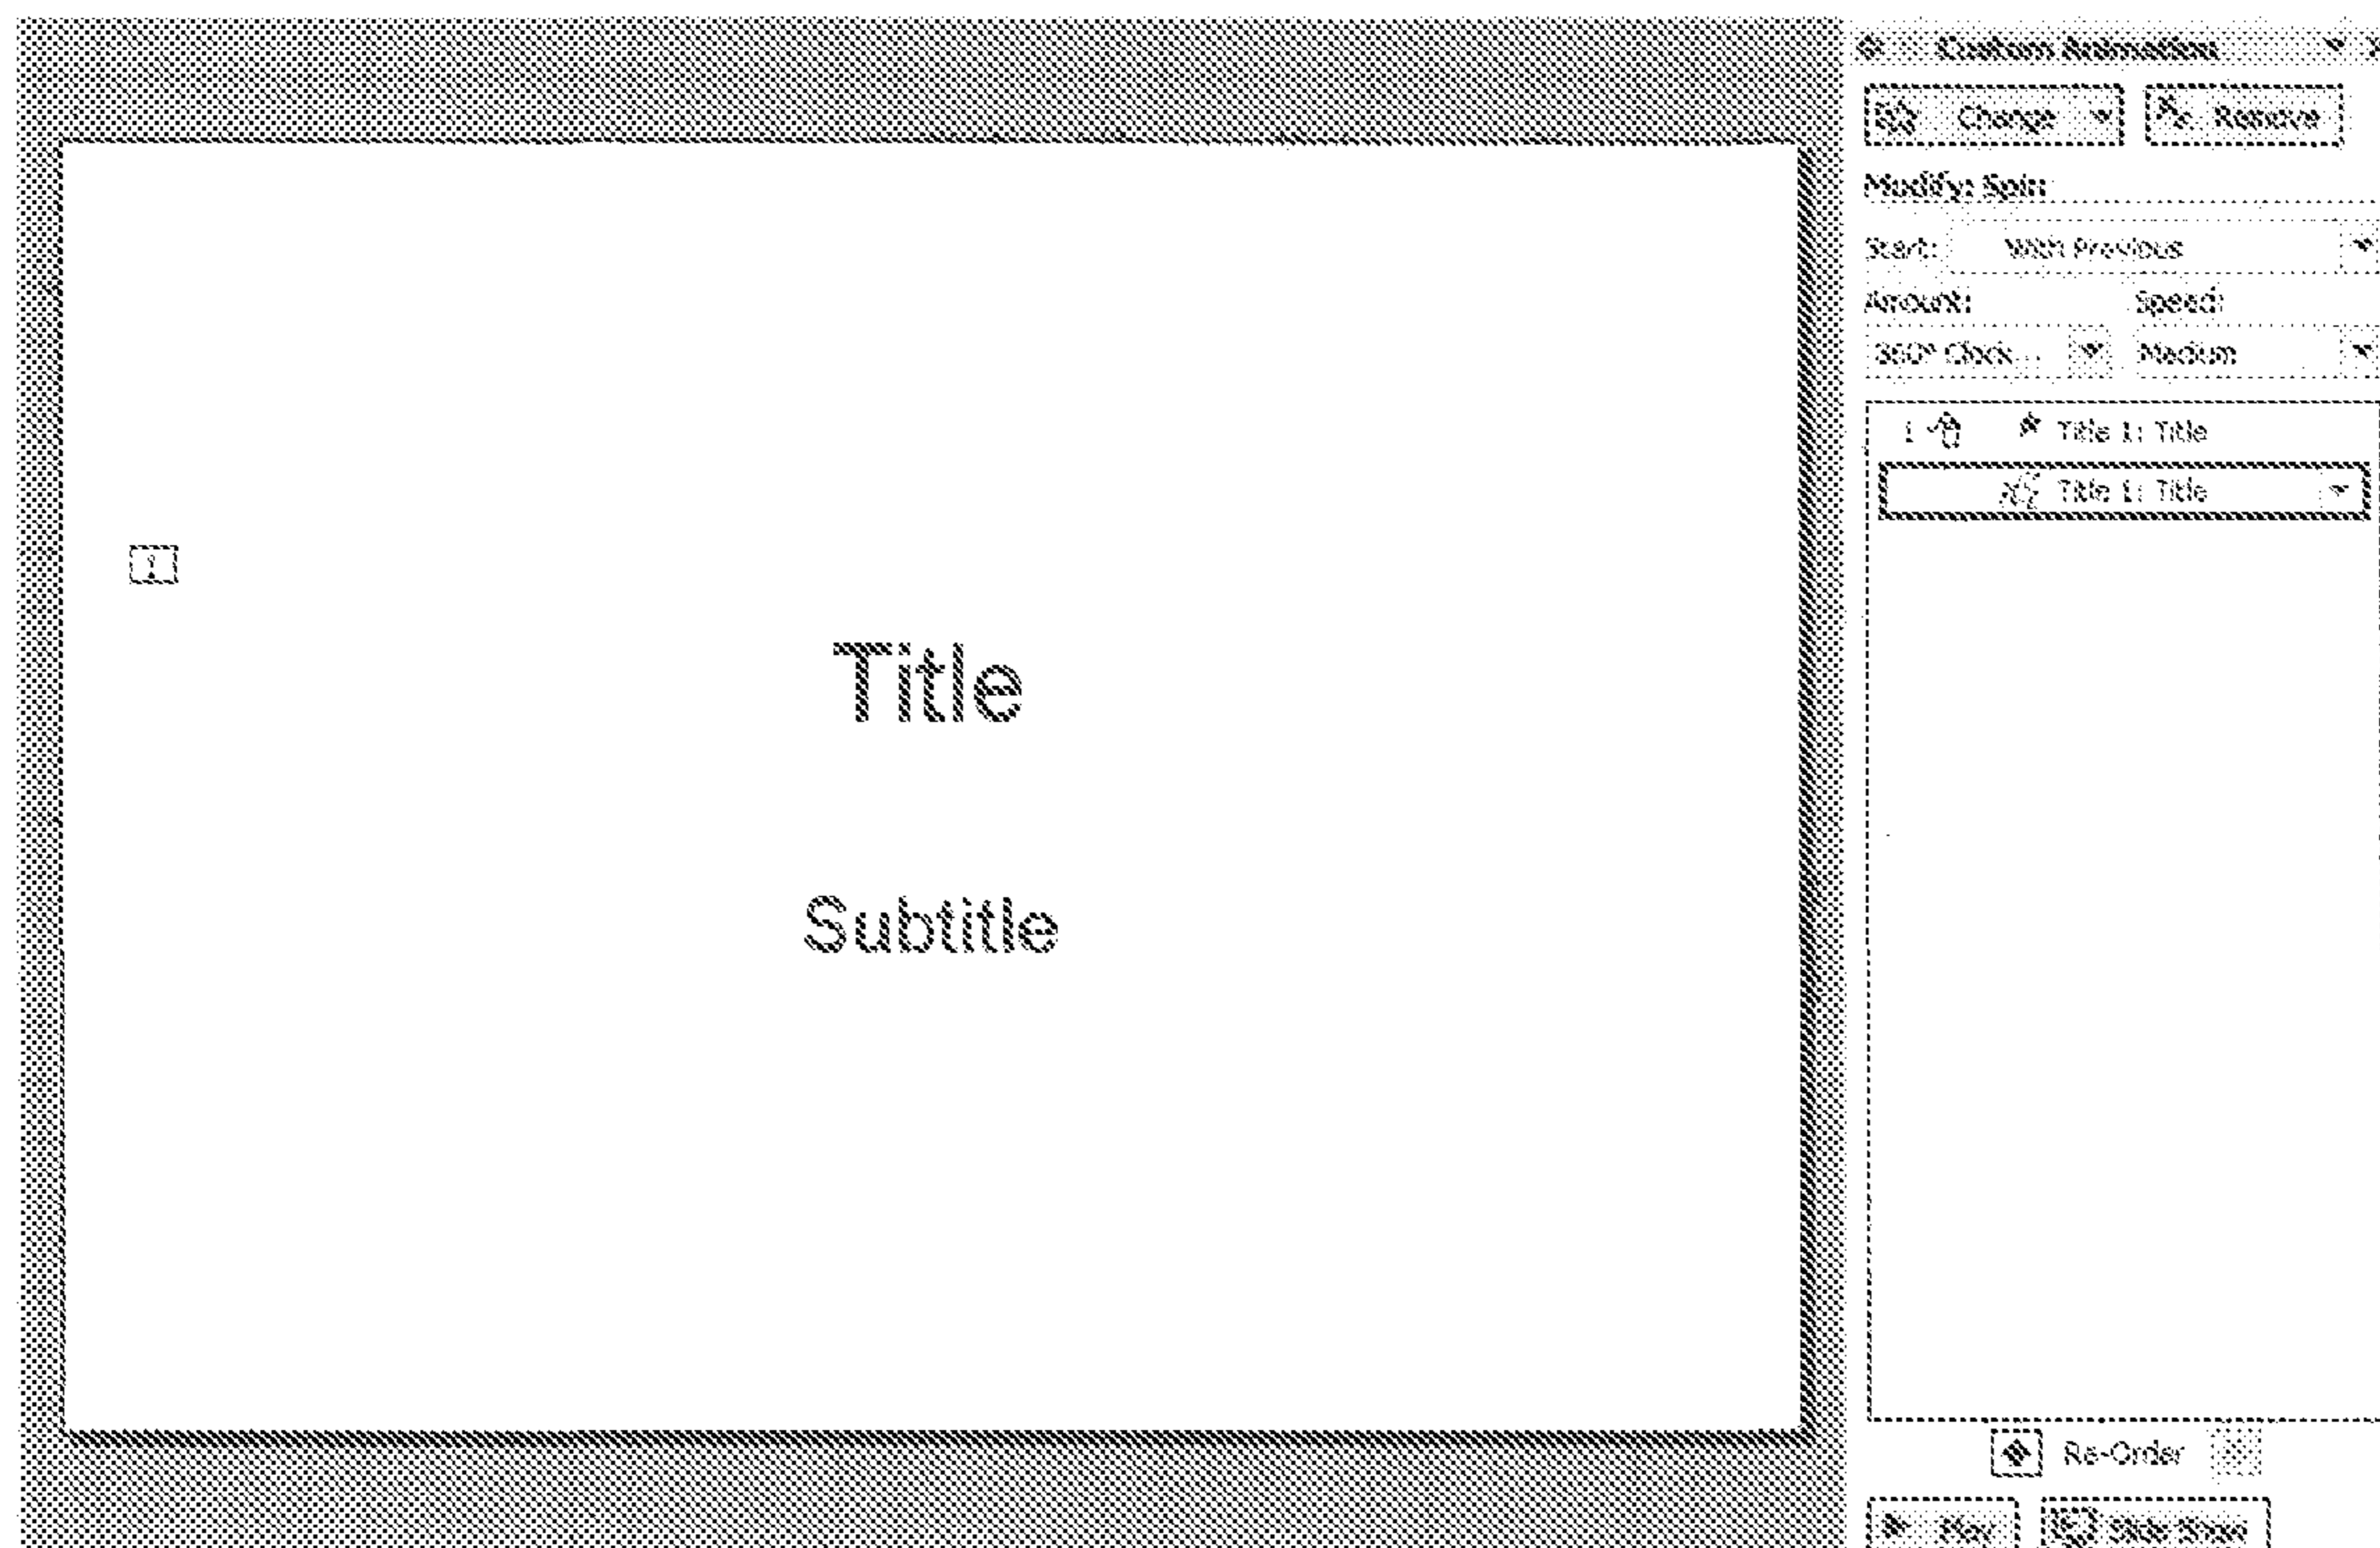 Custom Animation
Change Remove
Modify: Spin
Start: With Previous
Amount: Speed:
360° Clock... Medium
1 Title 1: Title
Title 1: Title
1
Title
Subtitle
Re-Order
Play Slide Show